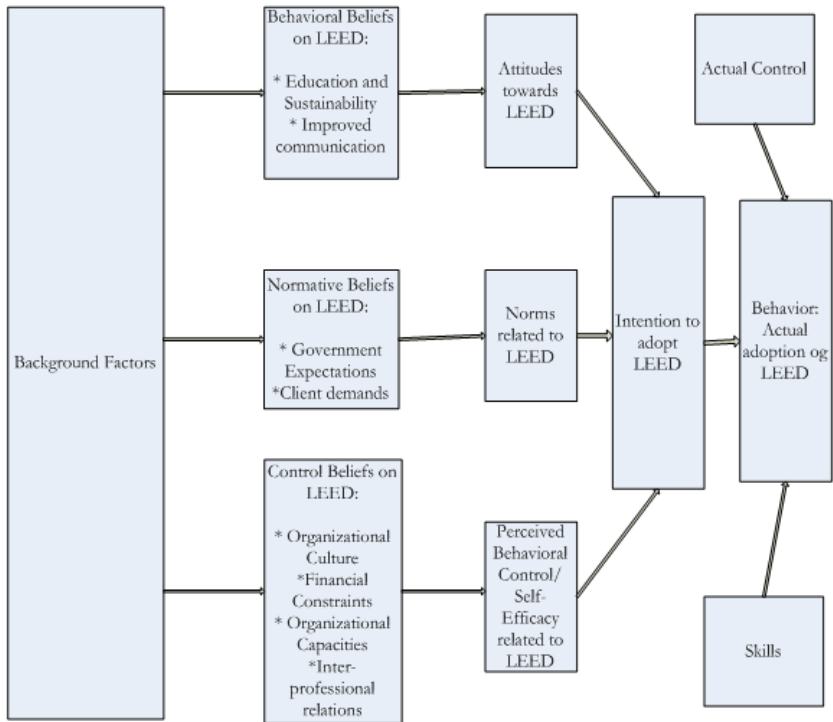 Background Factors
Behavioral Beliefs
on LEED:
* Education and
Sustainability
* Improved
communication
Attitudes
towards
LEED
Actual Control
Normative Beliefs
on LEED:
* Government
Expectations
*Client demands
Norms
related to
LEED
Intention to
adopt
LEED
Behavior:
Actual
adoption og
LEED
Control Beliefs on
LEED:
* Organizational
Culture
*Financial
Constraints
* Organizational
Capacities
*Inter-
professional
relations
Perceived
Behavioral
Control/
Self-
Efficacy
related to
LEED
Skills